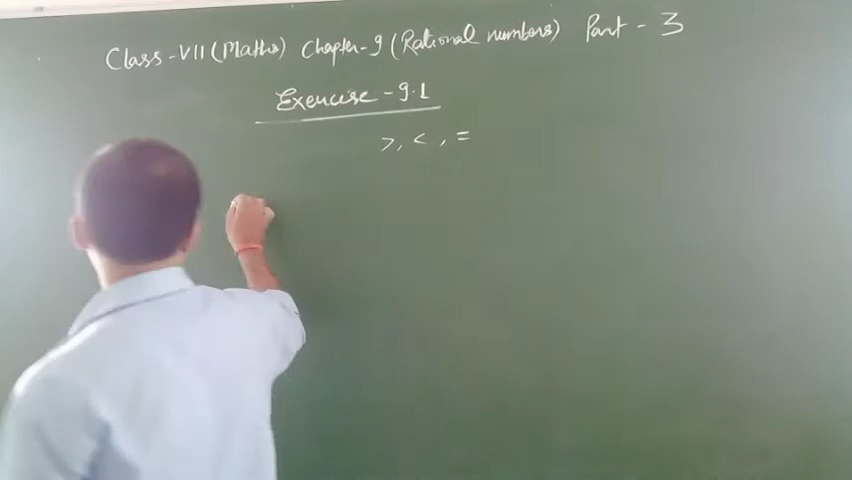 Class-VII (Maths) Chapter-9 (Rational numbers) Part - 3
Exercise - 9.1
>, <, =